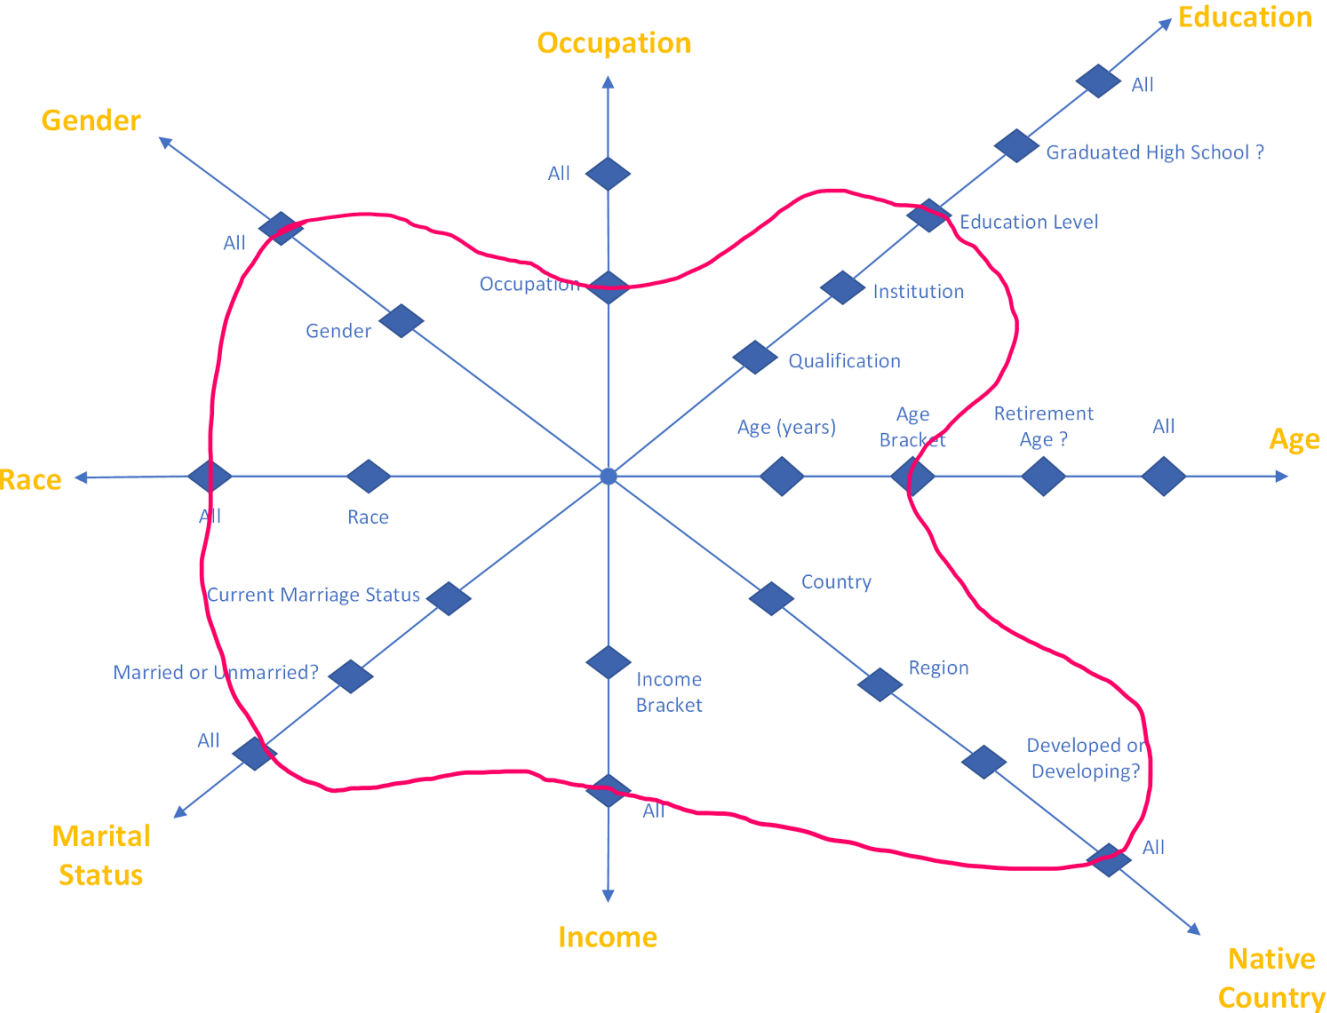 Education
Occupation
All
Gender
Graduated High School ?
All
Education Level
All
Occupation
Institution
Gender
Qualification
Age (years)
Age
Bracket
Retirement
Age ?
All
Age
Race
All
Race
Country
Current Marriage Status
Region
Married or Unmarried?
Income
Bracket
All
Developed or
Developing?
All
All
Marital
Status
Income
Native
Country